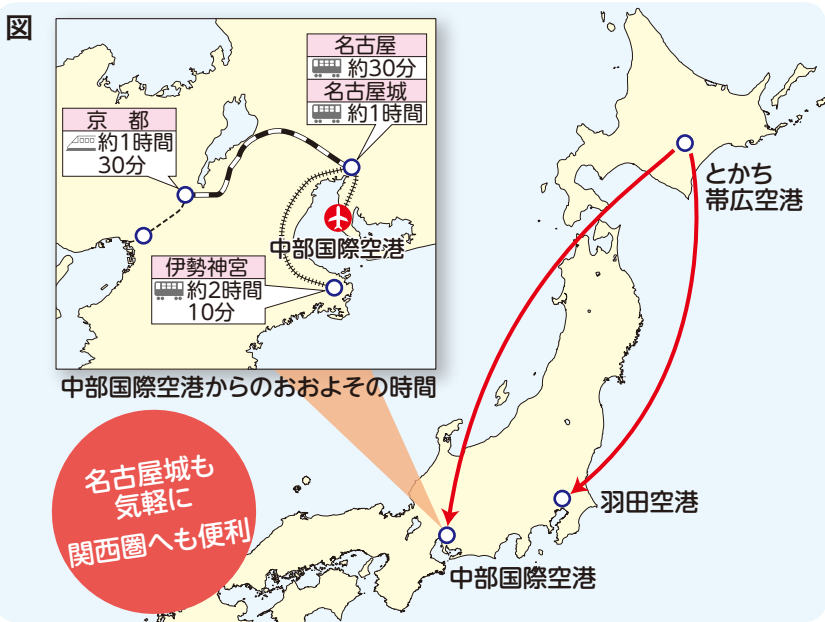 図
名古屋
約30分
名古屋城
約1時間
京 都
約1時間
30分
中部国際空港
伊勢神宮
約2時間
10分
中部国際空港からのおおよその時間
とかち
帯広空港
羽田空港
中部国際空港
名古屋城も
気軽に
関西圏へも便利